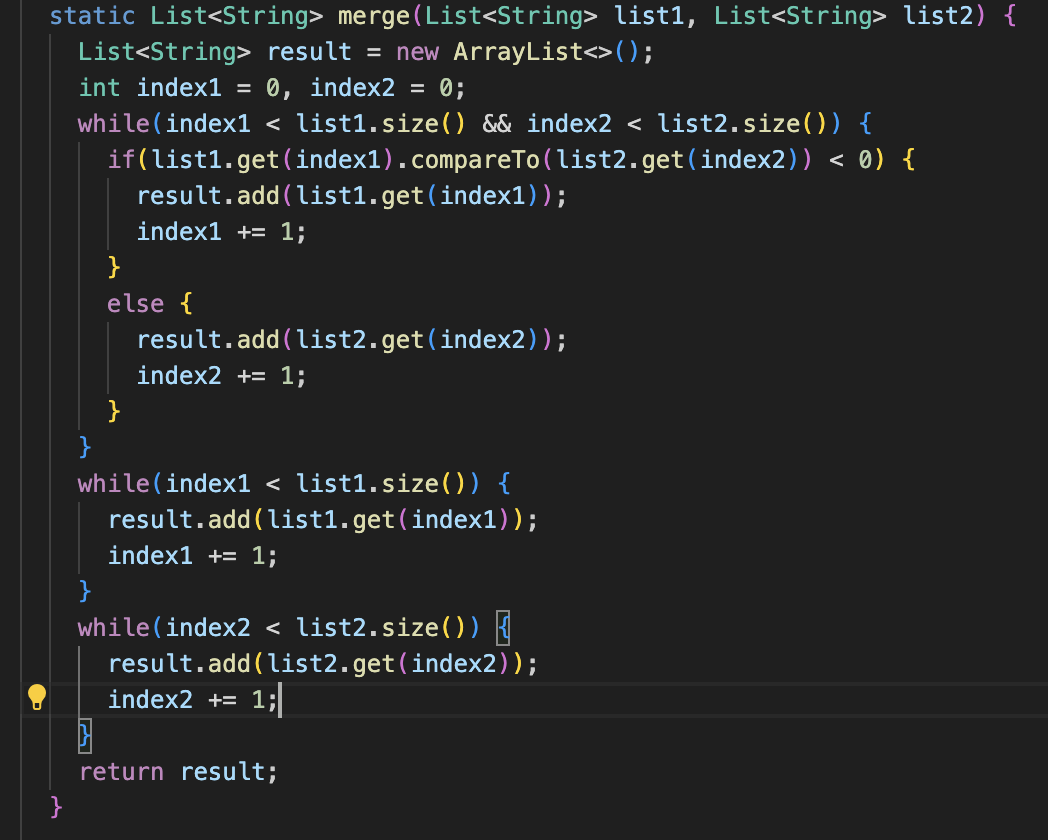 static List<String> merge(List<String> list1, List<String> list2) {
List<String> result = new ArrayList<>();
int index1 = 0, index2 = 0;
while(index1 < list1.size() && index2 < list2.size()) {
if(list1.get(index1).compareTo(list2.get(index2)) < 0) {
result.add(list1.get(index1));
index1 += 1;
}
else {
result.add(list2.get(index2));
index2 += 1;
}
}
while(index1 < list1.size()) {
result.add(list1.get(index1));
index1 += 1;
}
while(index2 < list2.size()) {
result.add(list2.get(index2));
index2 += 1;
}
return result;
}